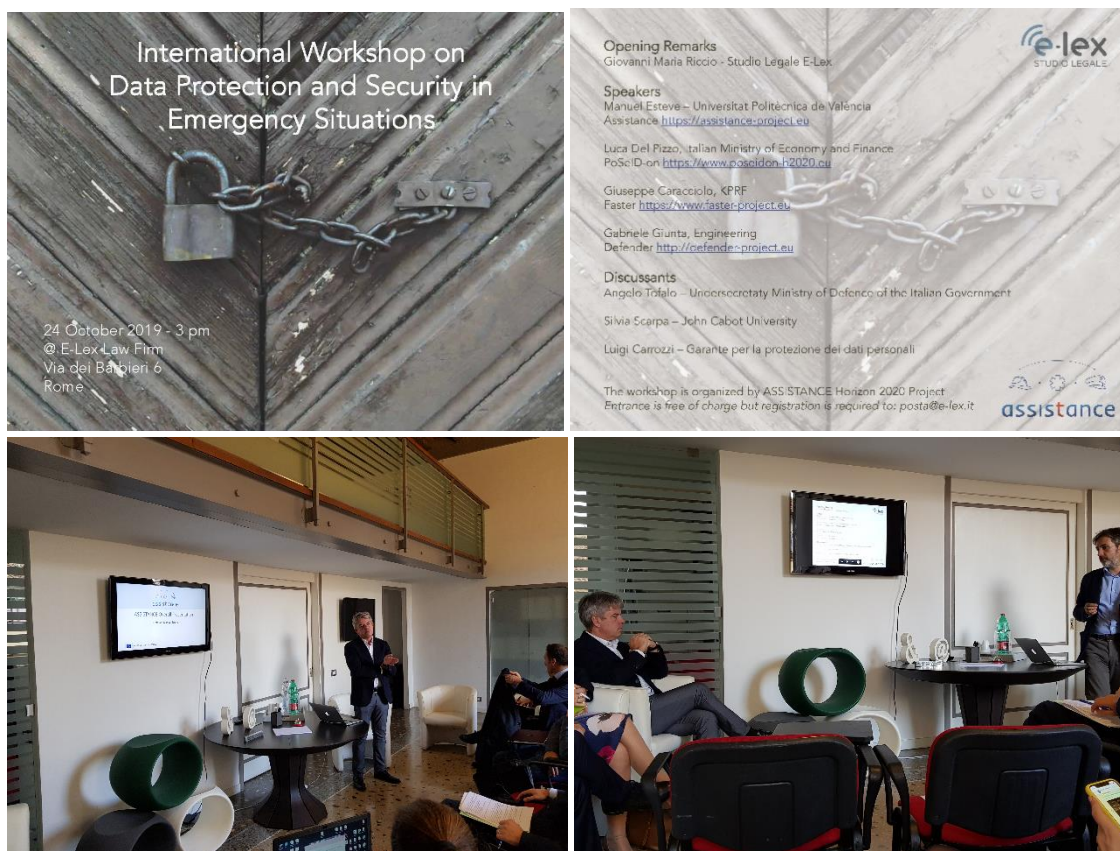 International Workshop on
Data Protection and Security in
Emergency Situations
24 October 2019 - 3 pm
@ E-Lex Law Firm
Via dei Barbieri 6
Rome
e-lex
STUDIO LEGALE
Opening Remarks
Giovanni Maria Riccio - Studio Legale E-Lex
Speakers
Manuel Esteve – Universitat Politècnica de València
Assistance https://assistance-project.eu
Luca Del Pizzo, Italian Ministry of Economy and Finance
PoSeID-on https://www.poseidon-h2020.eu
Giuseppe Caracciolo, KPRF
Faster https://www.faster-project.eu
Gabriele Giunta, Engineering
Defender http://defender-project.eu
Discussants
Angelo Tofalo – Undersecretaty Ministry of Defence of the Italian Government
Silvia Scarpa – John Cabot University
Luigi Carrozzi – Garante per la protezione dei dati personali
The workshop is organized by ASSISTANCE Horizon 2020 Project
Entrance is free of charge but registration is required to: posta@e-lex.it
assistance